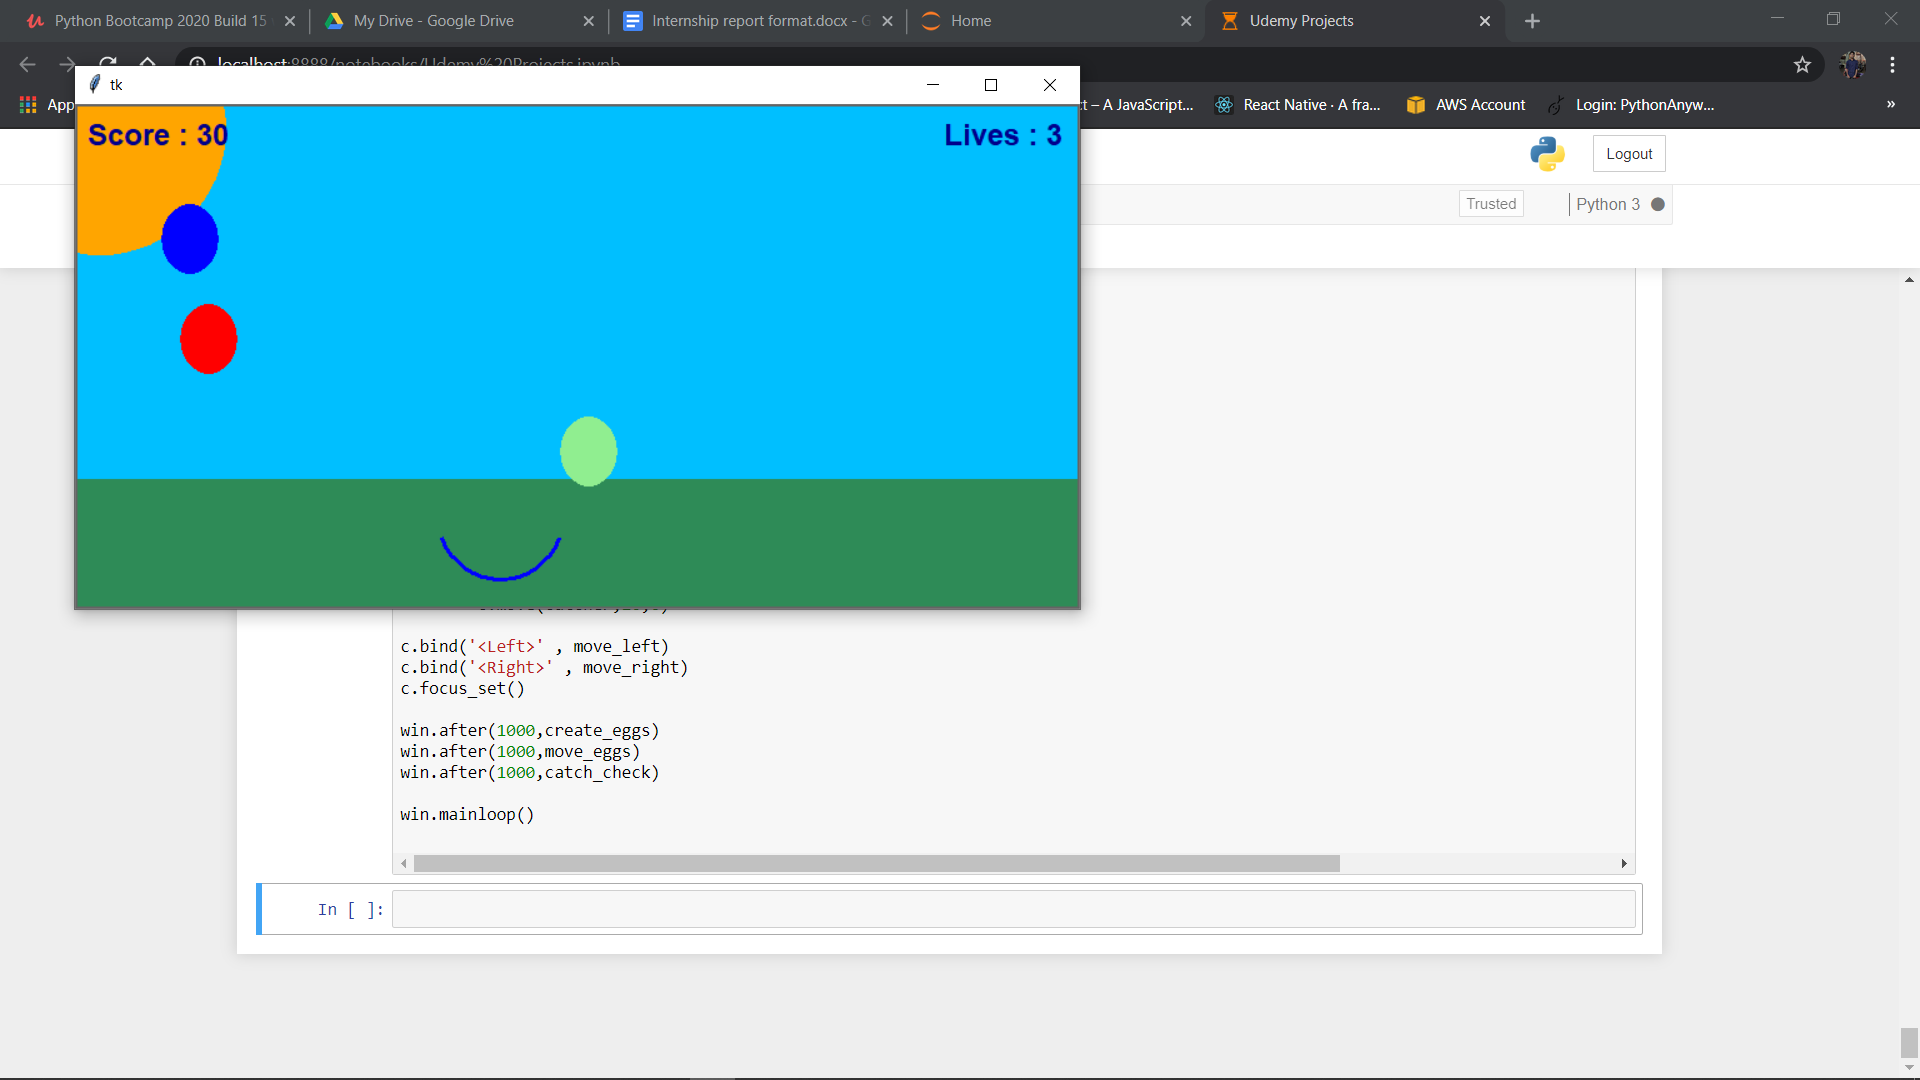 Python Bootcamp 2020 Build 15
My Drive - Google Drive
Internship report format.docx - G
Home
Udemy Projects
localhost:8888/notebooks/Udemy%20Projects.ipynb
tk
App
t – A JavaScript...
React Native · A fra...
AWS Account
Login: PythonAnyw...
»
Score : 30
Lives : 3
Logout
Trusted
Python 3
c.bind('<Left>' , move_left)
c.bind('<Right>' , move_right)
c.focus_set()
win.after(1000,create_eggs)
win.after(1000,move_eggs)
win.after(1000,catch_check)
win.mainloop()
In [ ]: